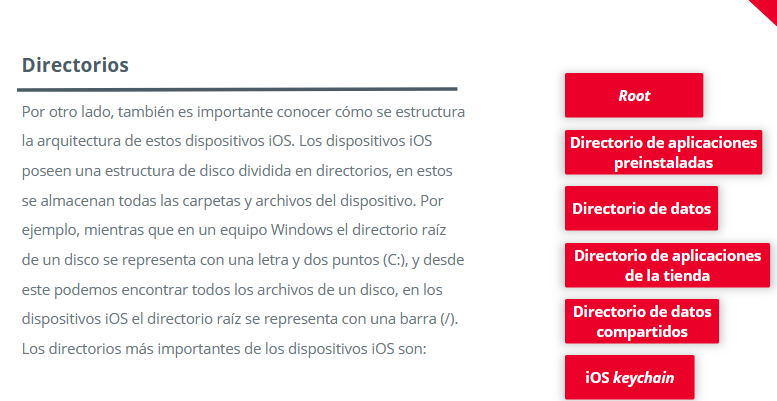 Directorios
Por otro lado, también es importante conocer cómo se estructura
la arquitectura de estos dispositivos iOS. Los dispositivos iOS
poseen una estructura de disco dividida en directorios, en estos
se almacenan todas las carpetas y archivos del dispositivo. Por
ejemplo, mientras que en un equipo Windows el directorio raíz
de un disco se representa con una letra y dos puntos (C:), y desde
este podemos encontrar todos los archivos de un disco, en los
dispositivos iOS el directorio raíz se representa con una barra (/).
Los directorios más importantes de los dispositivos iOS son:
Root
Directorio de aplicaciones
preinstaladas
Directorio de datos
Directorio de aplicaciones
de la tienda
Directorio de datos
compartidos
iOS keychain